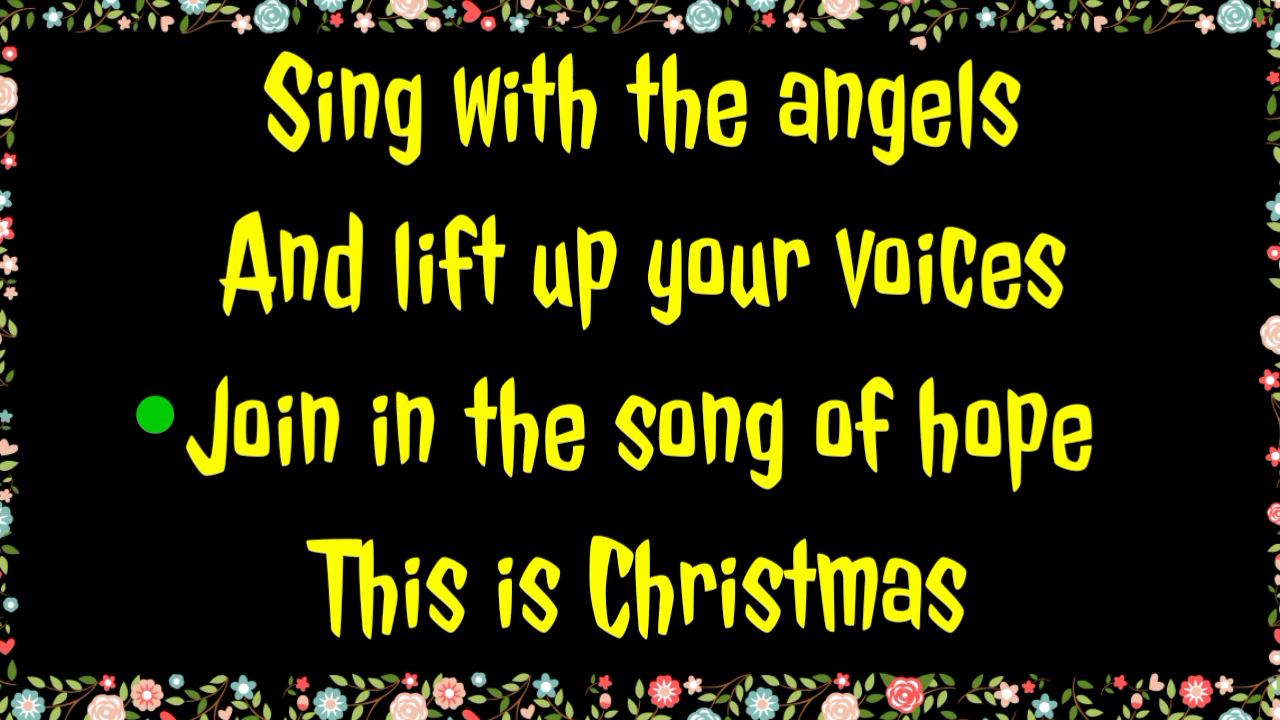 Sing with the angels
And lift up your voices
Join in the song of hope
This is Christmas